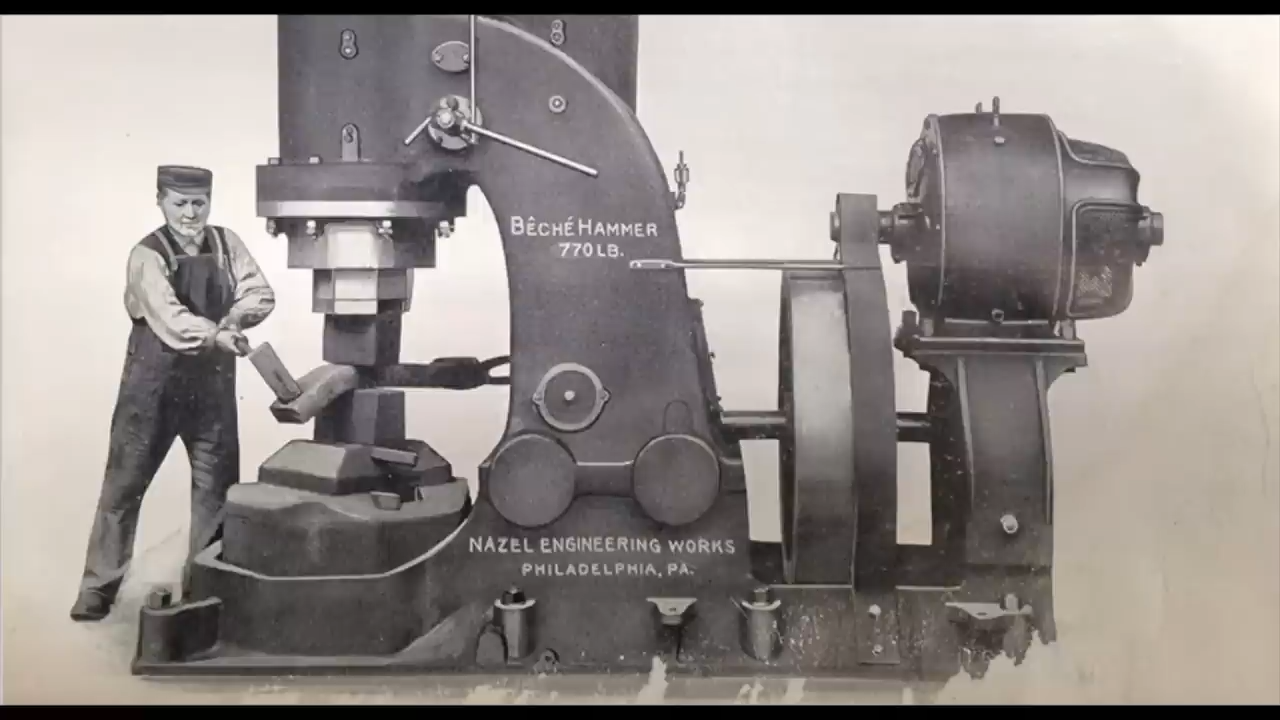 BÊCHÉ HAMMER
770 LB.
NAZEL ENGINEERING WORKS
PHILADELPHIA, PA.